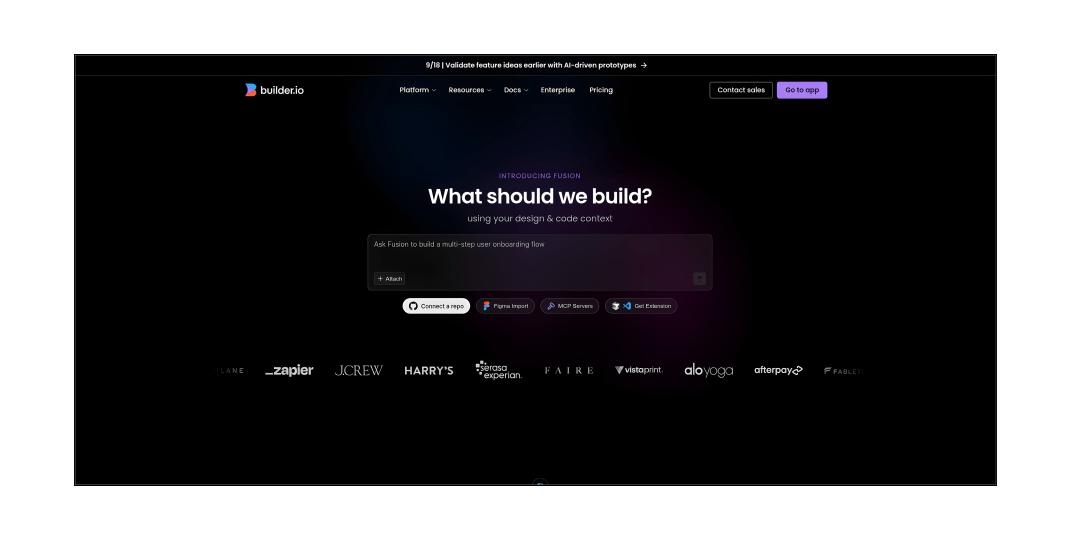 9/18 | Validate feature ideas earlier with AI-driven prototypes →
builder.io
Platform
Resources
Docs
Enterprise
Pricing
Contact sales
Go to app
INTRODUCING FUSION
What should we build?
using your design & code context
Ask Fusion to build a multi-step user onboarding flow
+ Attach
Connect a repo
Figma Import
MCP Servers
Get Extension
LANE
zapier
J.CREW
HARRY'S
serasa
experian.
FAIRE
vistaprint.
alo yoga
afterpay
FABLET